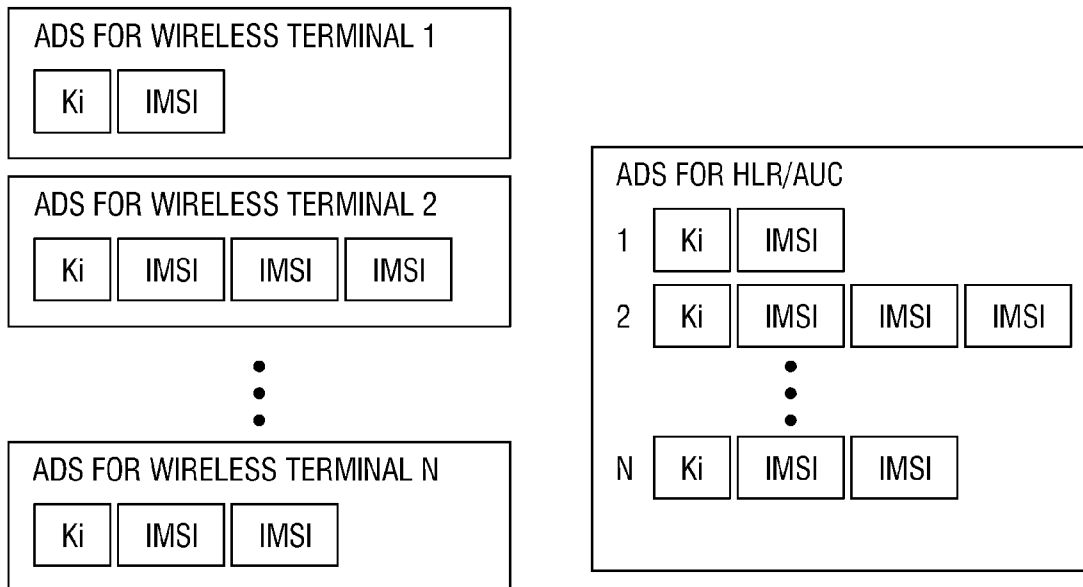 ADS FOR WIRELESS TERMINAL 1
Ki IMSI
ADS FOR WIRELESS TERMINAL 2
Ki IMSI IMSI IMSI
ADS FOR WIRELESS TERMINAL N
Ki IMSI IMSI
ADS FOR HLR/AUC
1 Ki IMSI
2 Ki IMSI IMSI IMSI
N Ki IMSI IMSI